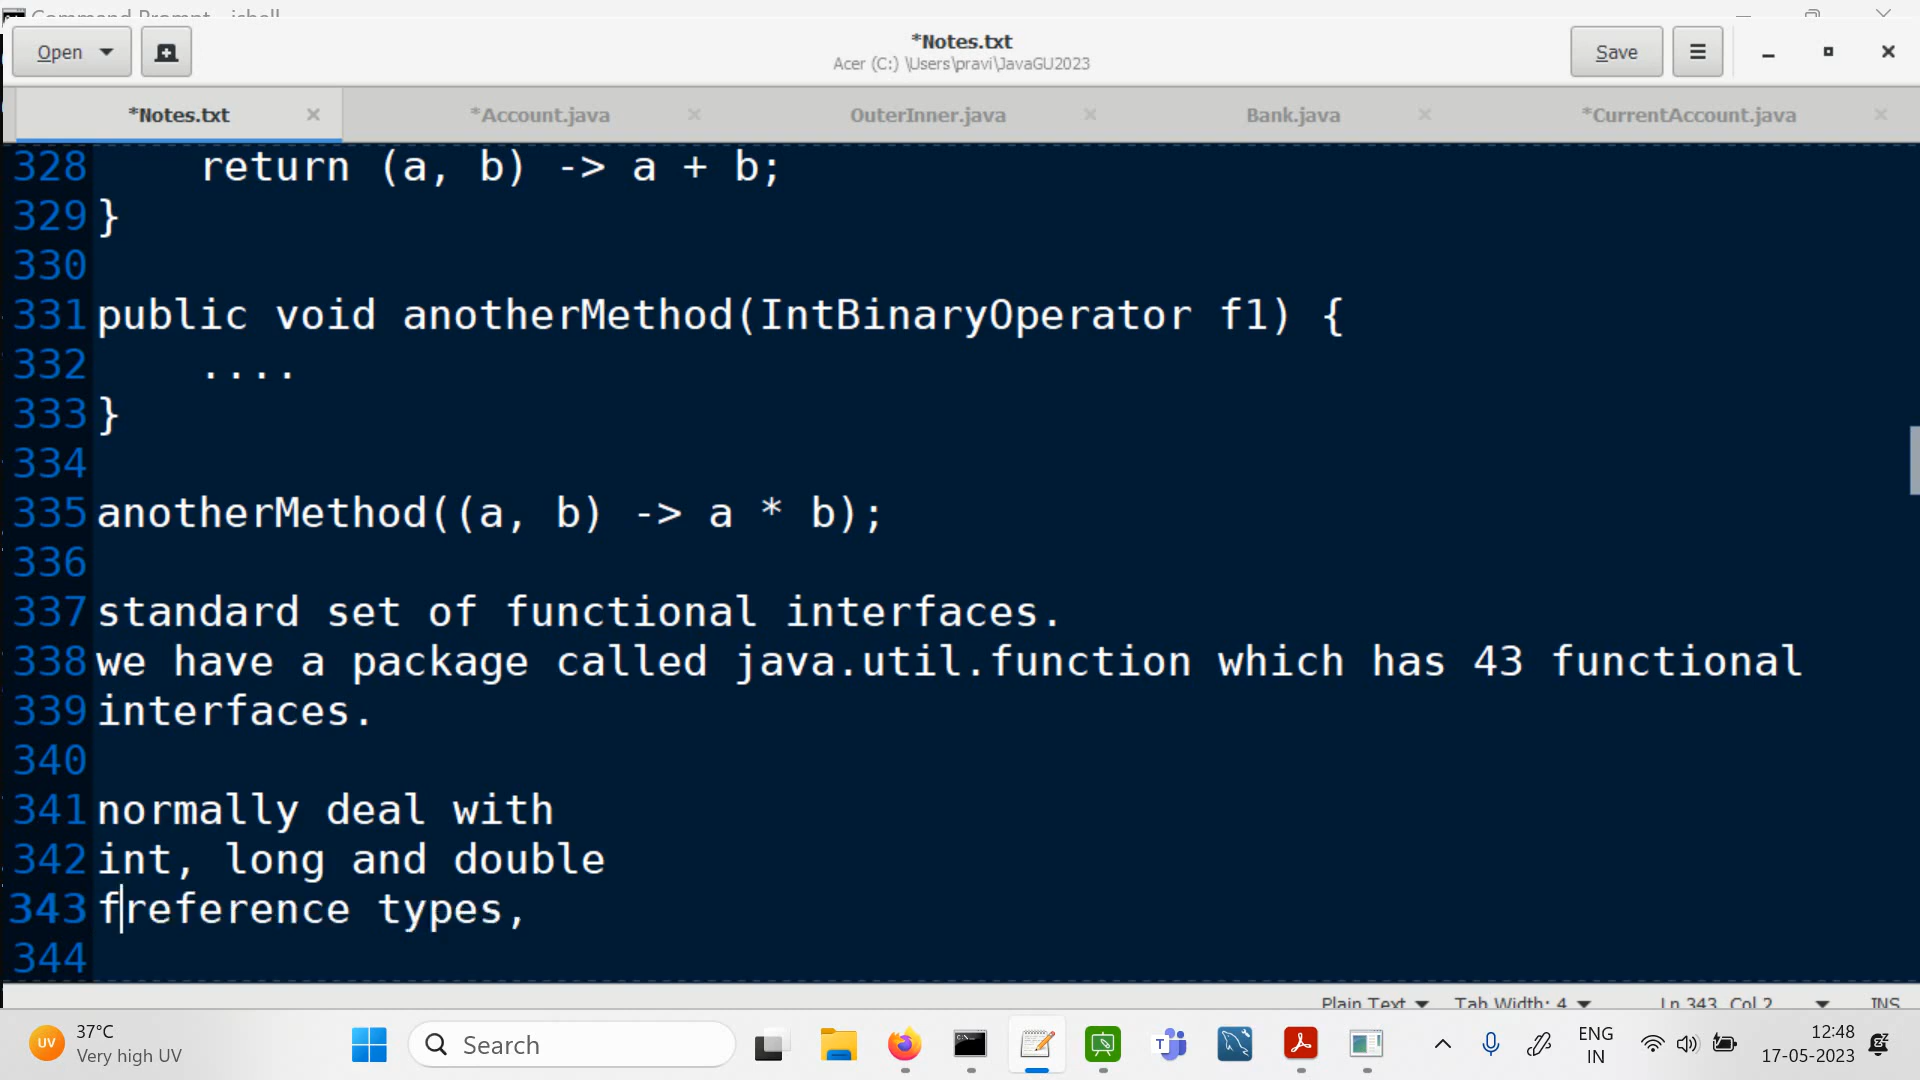 Command Prompt - jshell
Open
*Notes.txt
Acer (C:) \Users\pravi\JavaGU2023
Save
*Notes.txt
*Account.java
OuterInner.java
Bank.java
*CurrentAccount.java
328 return (a, b) -> a + b;
329 }
330
331 public void anotherMethod(IntBinaryOperator f1) {
332 ....
333 }
334
335 anotherMethod((a, b) -> a * b);
336
337 standard set of functional interfaces.
338 we have a package called java.util.function which has 43 functional
339 interfaces.
340
341 normally deal with
342 int, long and double
343 freference types,
344
Plain Text Tab Width: 4 Ln 343, Col 2 INS
UV
37°C
Very high UV
Search
ENG
IN
12:48
17-05-2023